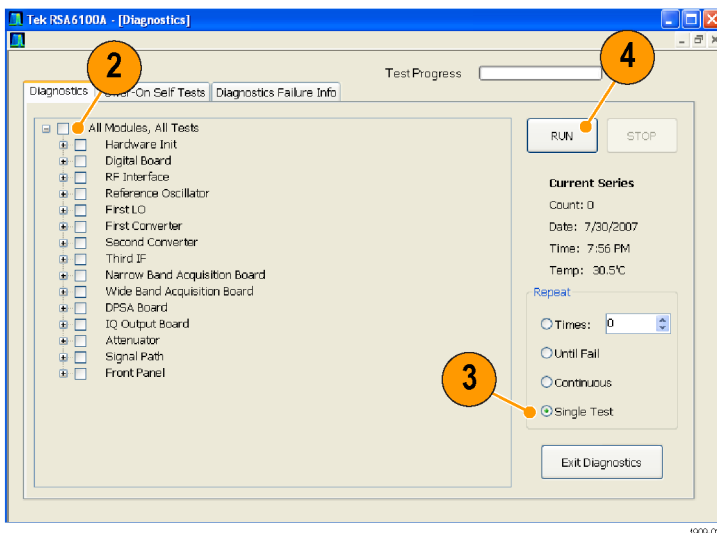 Tek RSA6100A - [Diagnostics]
2
4
Test Progress
Diagnostics
-On Self Tests
Diagnostics Failure Info
All Modules, All Tests
Hardware Init
Digital Board
RF Interface
Reference Oscillator
First LO
First Converter
Second Converter
Third IF
Narrow Band Acquisition Board
Wide Band Acquisition Board
DPSA Board
IQ Output Board
Attenuator
Signal Path
Front Panel
RUN
STOP
Current Series
Count: 0
Date: 7/30/2007
Time: 7:56 PM
Temp: 30.5°C
Repeat
Times: 0
Until Fail
Continuous
3
Single Test
Exit Diagnostics